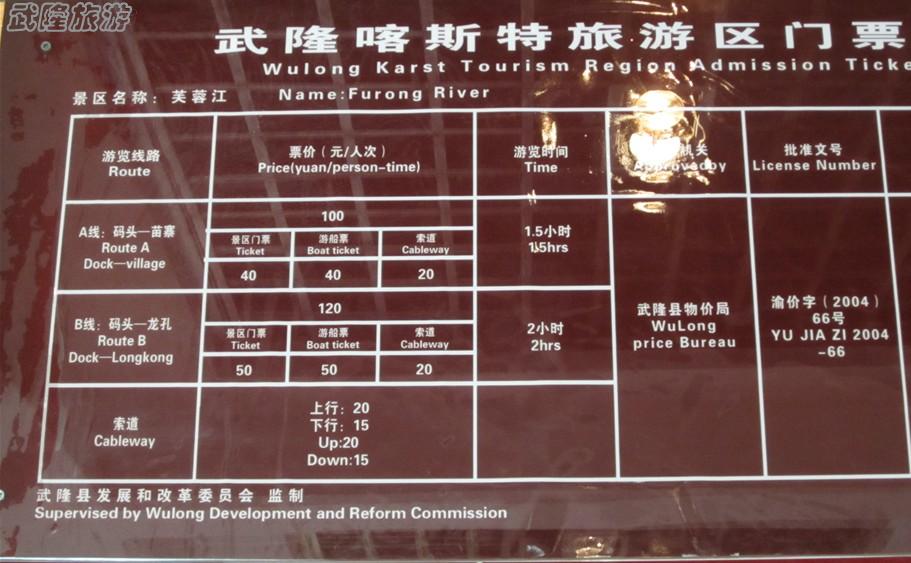 武隆旅游
武隆喀斯特旅游区门票
Wulong Karst Tourism Region Admission
景区名称：芙蓉江 Name:Furong River
游览线路
Route
票价（元/人次）
Price(yuan/person-time)
游览时间
Time
机关
Approvedby
批准文号
License Number
A线：码头—苗寨
Route A
Dock—village
100
景区门票
Ticket
游船票
Boat ticket
索道
Cableway
40
40
20
1.5小时
1.5hrs
B线：码头—龙孔
Route B
Dock—Longkong
120
景区门票
Ticket
游船票
Boat ticket
索道
Cableway
50
50
20
2小时
2hrs
武隆县物价局
WuLong
price Bureau
渝价字（2004）
66号
YU JIA ZI 2004
-66
索道
Cableway
上行：20
下行：15
Up:20
Down:15
武隆县发展和改革委员会 监制
Supervised by Wulong Development and Reform Commission